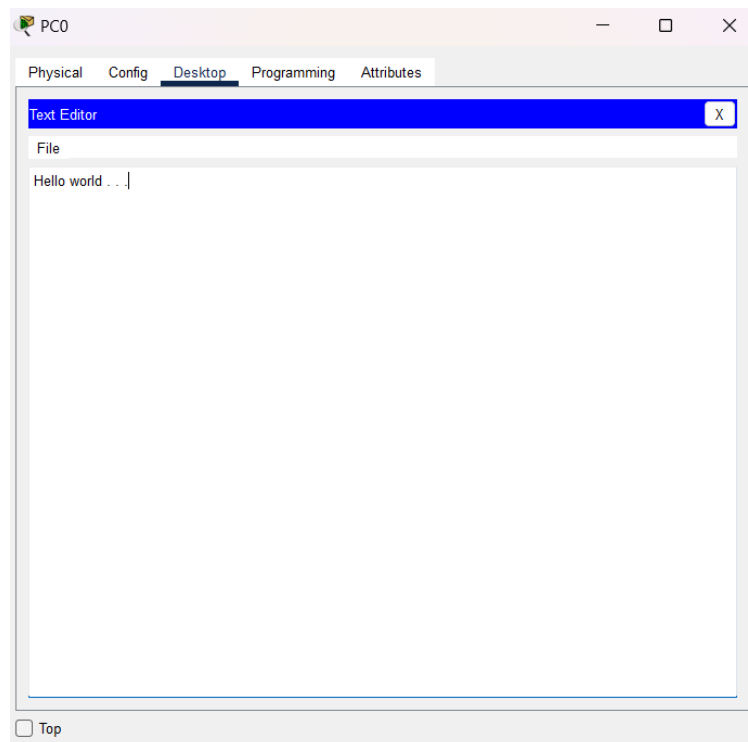 PC0
Physical Config Desktop Programming Attributes
Text Editor X
File
Hello world . . .
Top